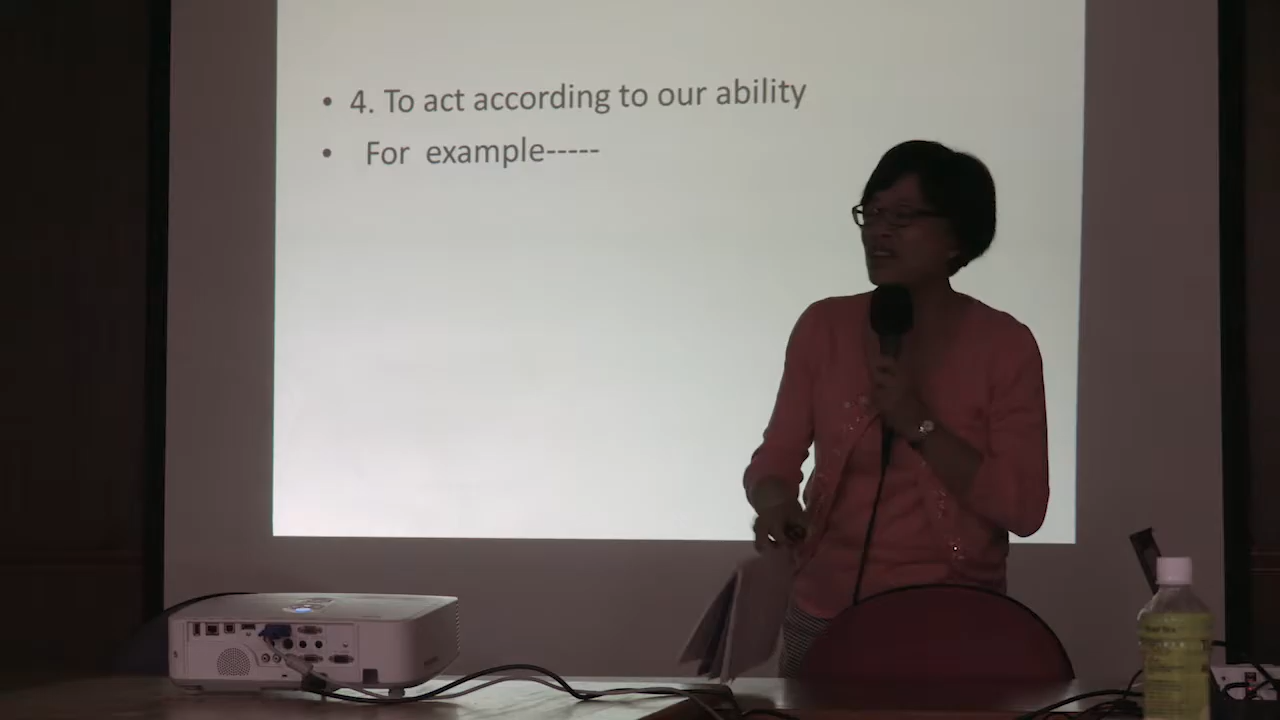 • 4. To act according to our ability
• For example-----